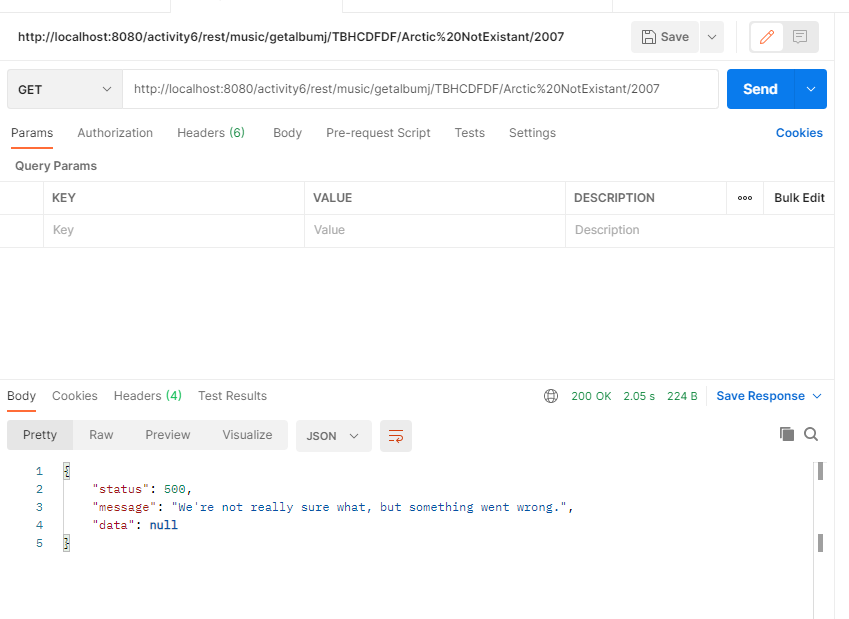 http://localhost:8080/activity6/rest/music/getalbumj/TBHCDFDF/Arctic%20NotExistant/2007 Save
GET http://localhost:8080/activity6/rest/music/getalbumj/TBHCDFDF/Arctic%20NotExistant/2007 Send
Params Authorization Headers (6) Body Pre-request Script Tests Settings Cookies
Query Params
KEY VALUE DESCRIPTION Bulk Edit
Key Value Description
Body Cookies Headers (4) Test Results 200 OK 2.05 s 224 B Save Response
Pretty Raw Preview Visualize JSON
1 {
2 "status": 500,
3 "message": "We're not really sure what, but something went wrong.",
4 "data": null
5 }